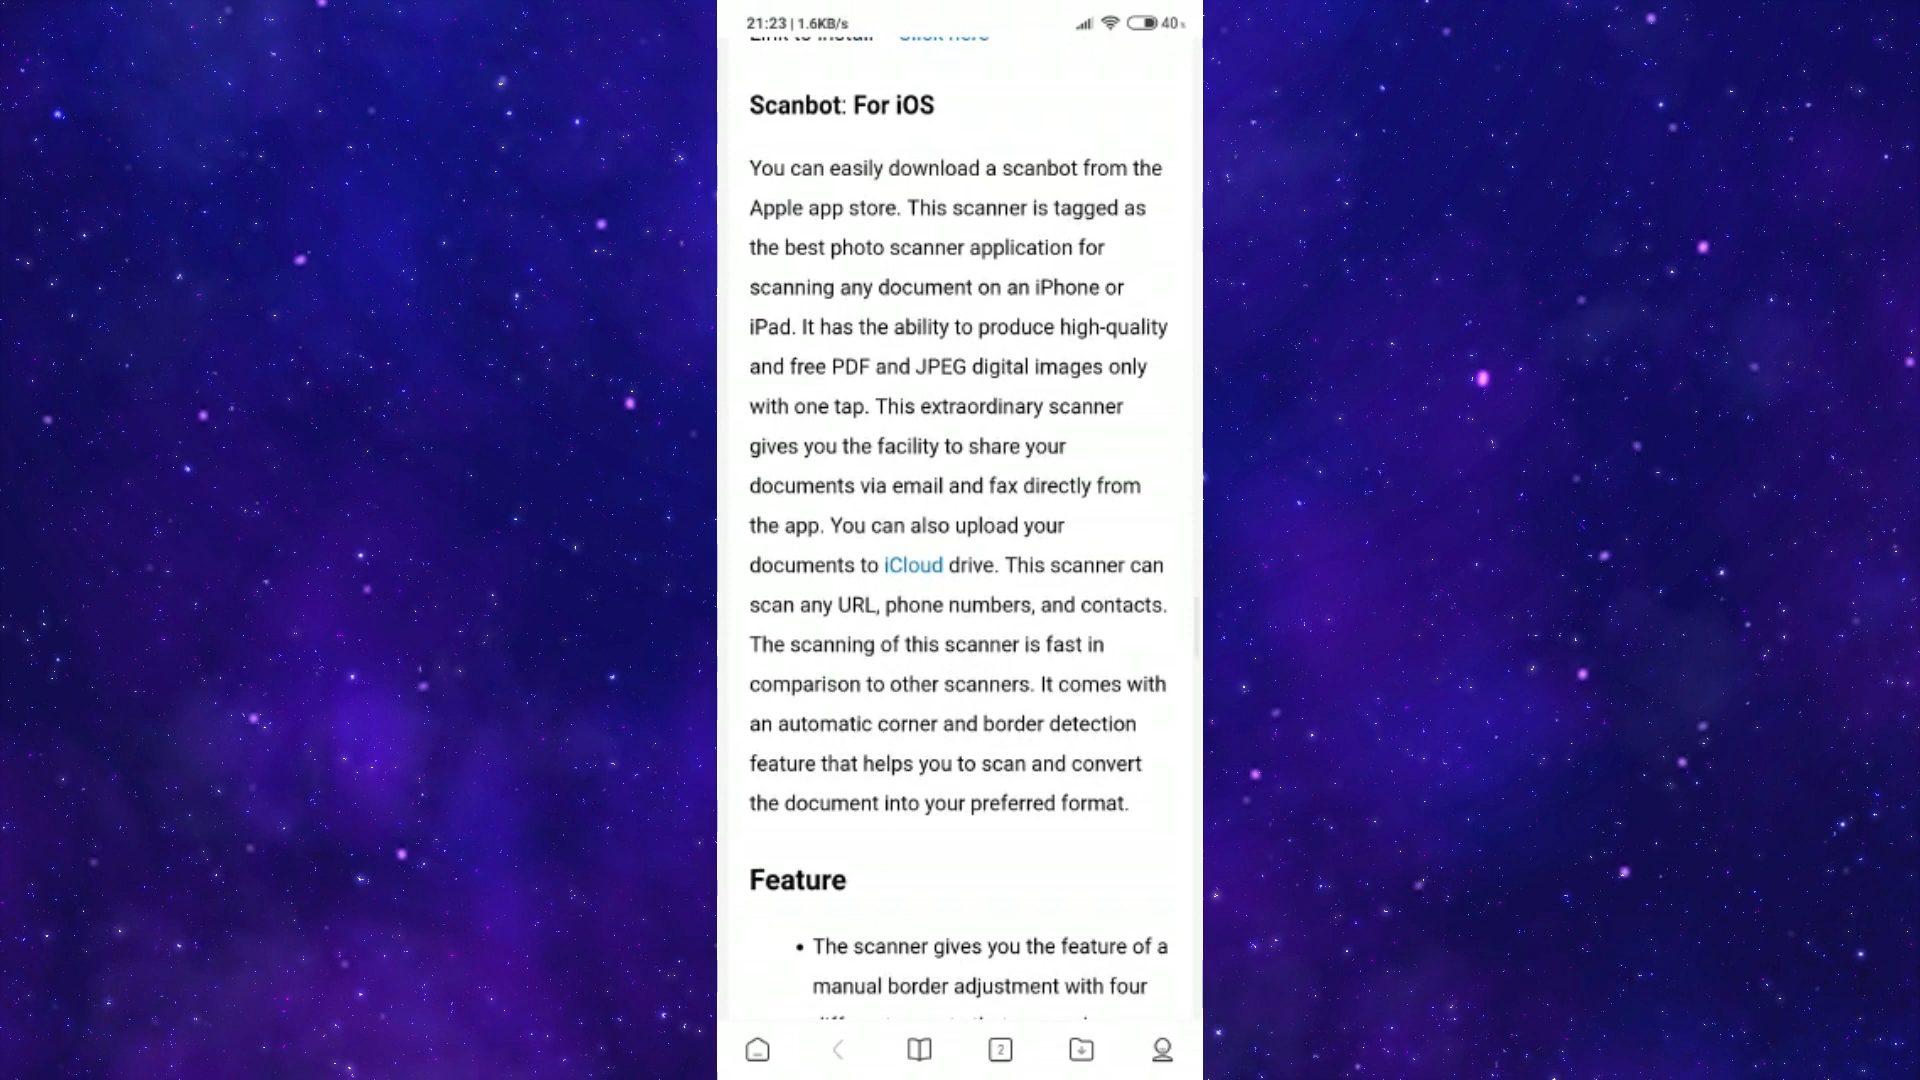 21:23 | 1.6KB/s
40
Link to install Click here
Scanbot: For iOS
You can easily download a scanbot from the
Apple app store. This scanner is tagged as
the best photo scanner application for
scanning any document on an iPhone or
iPad. It has the ability to produce high-quality
and free PDF and JPEG digital images only
with one tap. This extraordinary scanner
gives you the facility to share your
documents via email and fax directly from
the app. You can also upload your
documents to iCloud drive. This scanner can
scan any URL, phone numbers, and contacts.
The scanning of this scanner is fast in
comparison to other scanners. It comes with
an automatic corner and border detection
feature that helps you to scan and convert
the document into your preferred format.
Feature
• The scanner gives you the feature of a
manual border adjustment with four
2